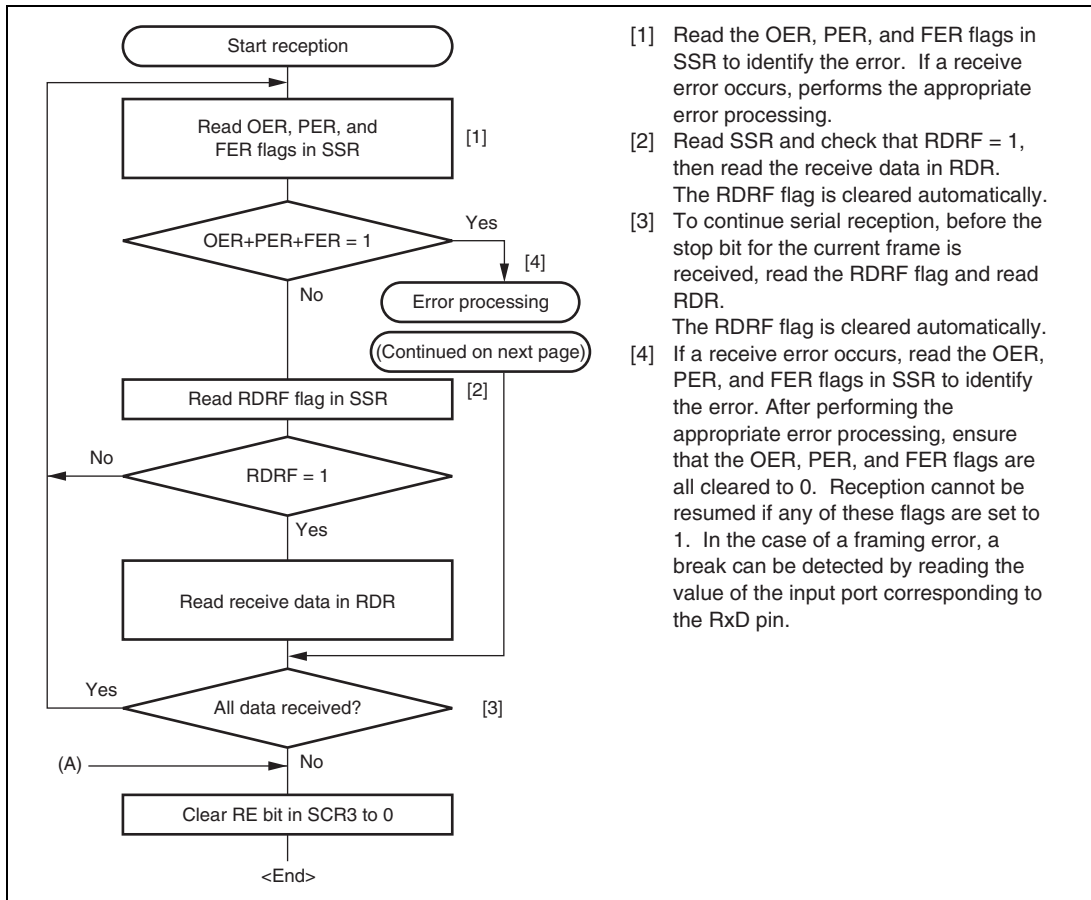 Start reception
Read OER, PER, and
FER flags in SSR
[1]
OER+PER+FER = 1
Yes
[4]
No
Error processing
(Continued on next page)
Read RDRF flag in SSR
[2]
No
RDRF = 1
Yes
Read receive data in RDR
Yes
All data received?
[3]
(A)
No
Clear RE bit in SCR3 to 0
<End>
[1] Read the OER, PER, and FER flags in
SSR to identify the error. If a receive
error occurs, performs the appropriate
error processing.
[2] Read SSR and check that RDRF = 1,
then read the receive data in RDR.
The RDRF flag is cleared automatically.
[3] To continue serial reception, before the
stop bit for the current frame is
received, read the RDRF flag and read
RDR.
The RDRF flag is cleared automatically.
[4] If a receive error occurs, read the OER,
PER, and FER flags in SSR to identify
the error. After performing the
appropriate error processing, ensure
that the OER, PER, and FER flags are
all cleared to 0. Reception cannot be
resumed if any of these flags are set to
1. In the case of a framing error, a
break can be detected by reading the
value of the input port corresponding to
the RxD pin.